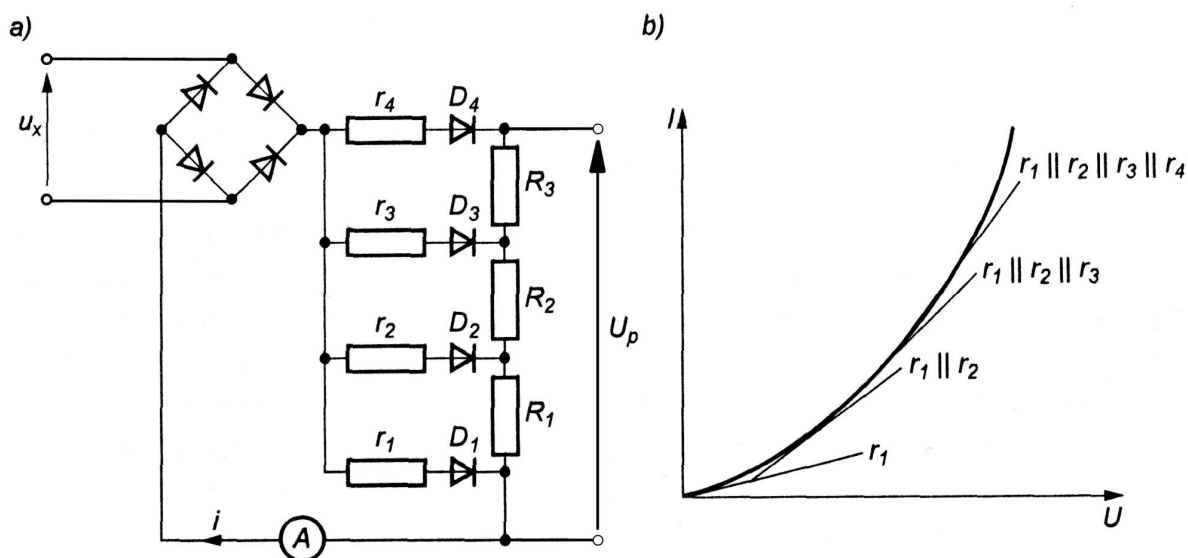 a)
u_x
r_4 D_4
R_3
r_3 D_3
R_2
r_2 D_2
U_p
R_1
r_1 D_1
i
A
b)
I
r_1 || r_2 || r_3 || r_4
r_1 || r_2 || r_3
r_1 || r_2
r_1
U